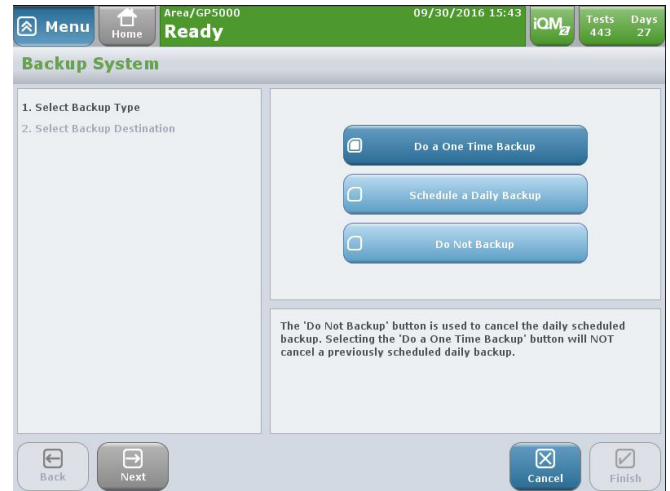 Menu
Home
Area/GP5000
09/30/2016 15:43
Ready
iQM2
Tests Days
443 27
Backup System
1. Select Backup Type
2. Select Backup Destination
Do a One Time Backup
Schedule a Daily Backup
Do Not Backup
The 'Do Not Backup' button is used to cancel the daily scheduled
backup. Selecting the 'Do a One Time Backup' button will NOT
cancel a previously scheduled daily backup.
Back
Next
Cancel
Finish